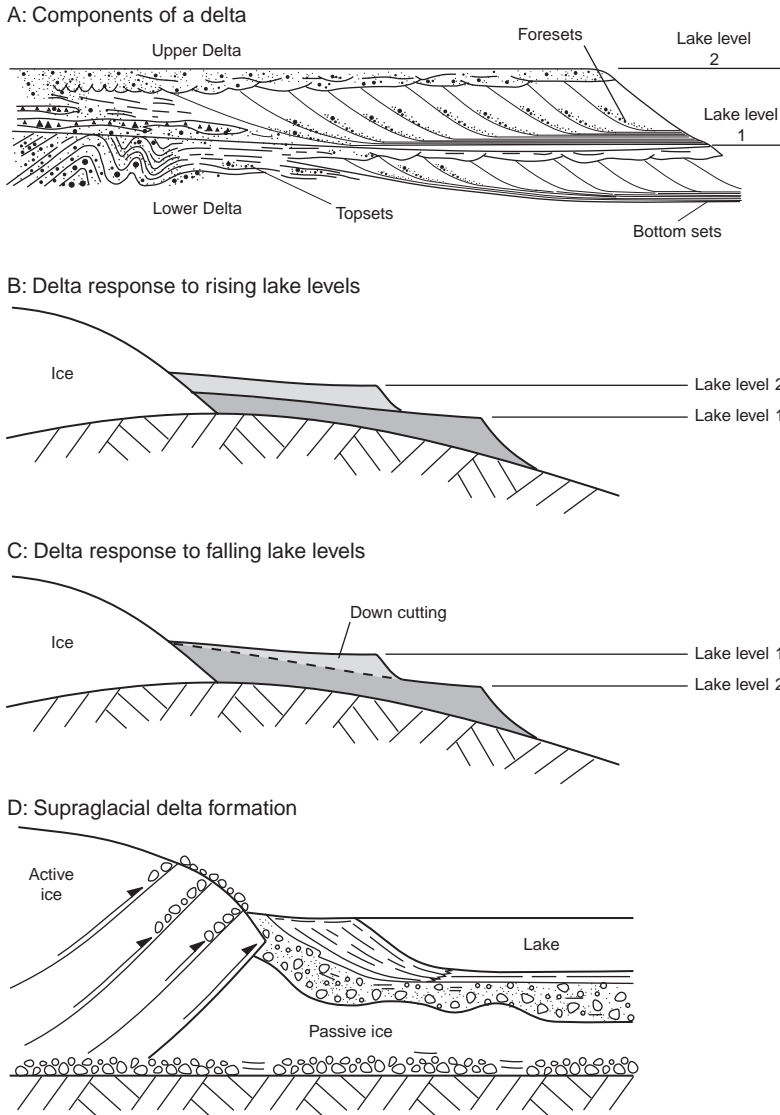 A: Components of a delta
Upper Delta
Foresets
Lake level
2
Lake level
1
Lower Delta
Topsets
Bottom sets
B: Delta response to rising lake levels
Ice
Lake level 2
Lake level 1
C: Delta response to falling lake levels
Down cutting
Ice
Lake level 1
Lake level 2
D: Supraglacial delta formation
Active
ice
Lake
Passive ice